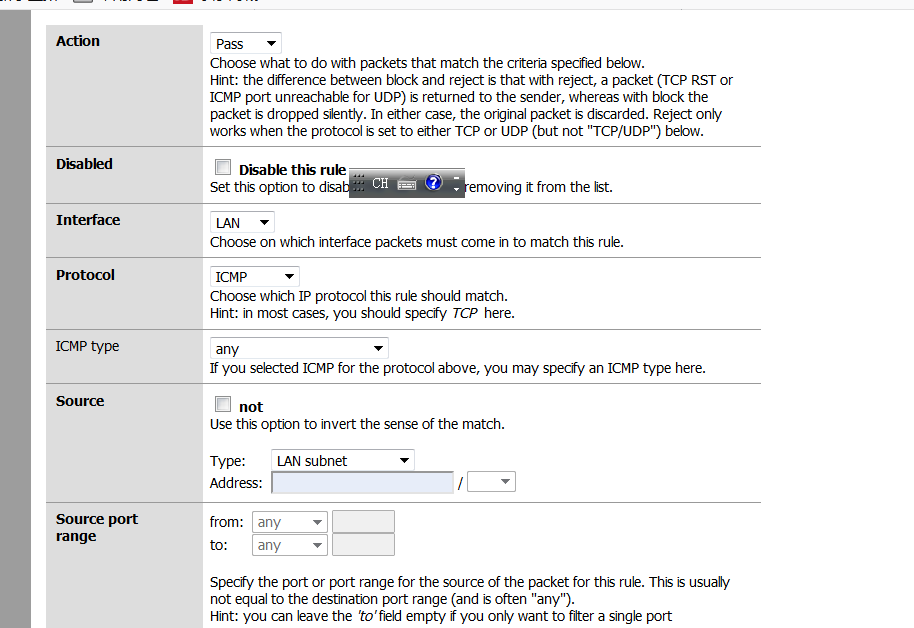 Action
Pass
Choose what to do with packets that match the criteria specified below.
Hint: the difference between block and reject is that with reject, a packet (TCP RST or
ICMP port unreachable for UDP) is returned to the sender, whereas with block the
packet is dropped silently. In either case, the original packet is discarded. Reject only
works when the protocol is set to either TCP or UDP (but not "TCP/UDP") below.
Disabled
Disable this rule
CH
?
Set this option to disab removing it from the list.
Interface
LAN
Choose on which interface packets must come in to match this rule.
Protocol
ICMP
Choose which IP protocol this rule should match.
Hint: in most cases, you should specify TCP here.
ICMP type
any
If you selected ICMP for the protocol above, you may specify an ICMP type here.
Source
not
Use this option to invert the sense of the match.
Type: LAN subnet
Address: /
Source port
range
from: any
to: any
Specify the port or port range for the source of the packet for this rule. This is usually
not equal to the destination port range (and is often "any").
Hint: you can leave the 'to' field empty if you only want to filter a single port